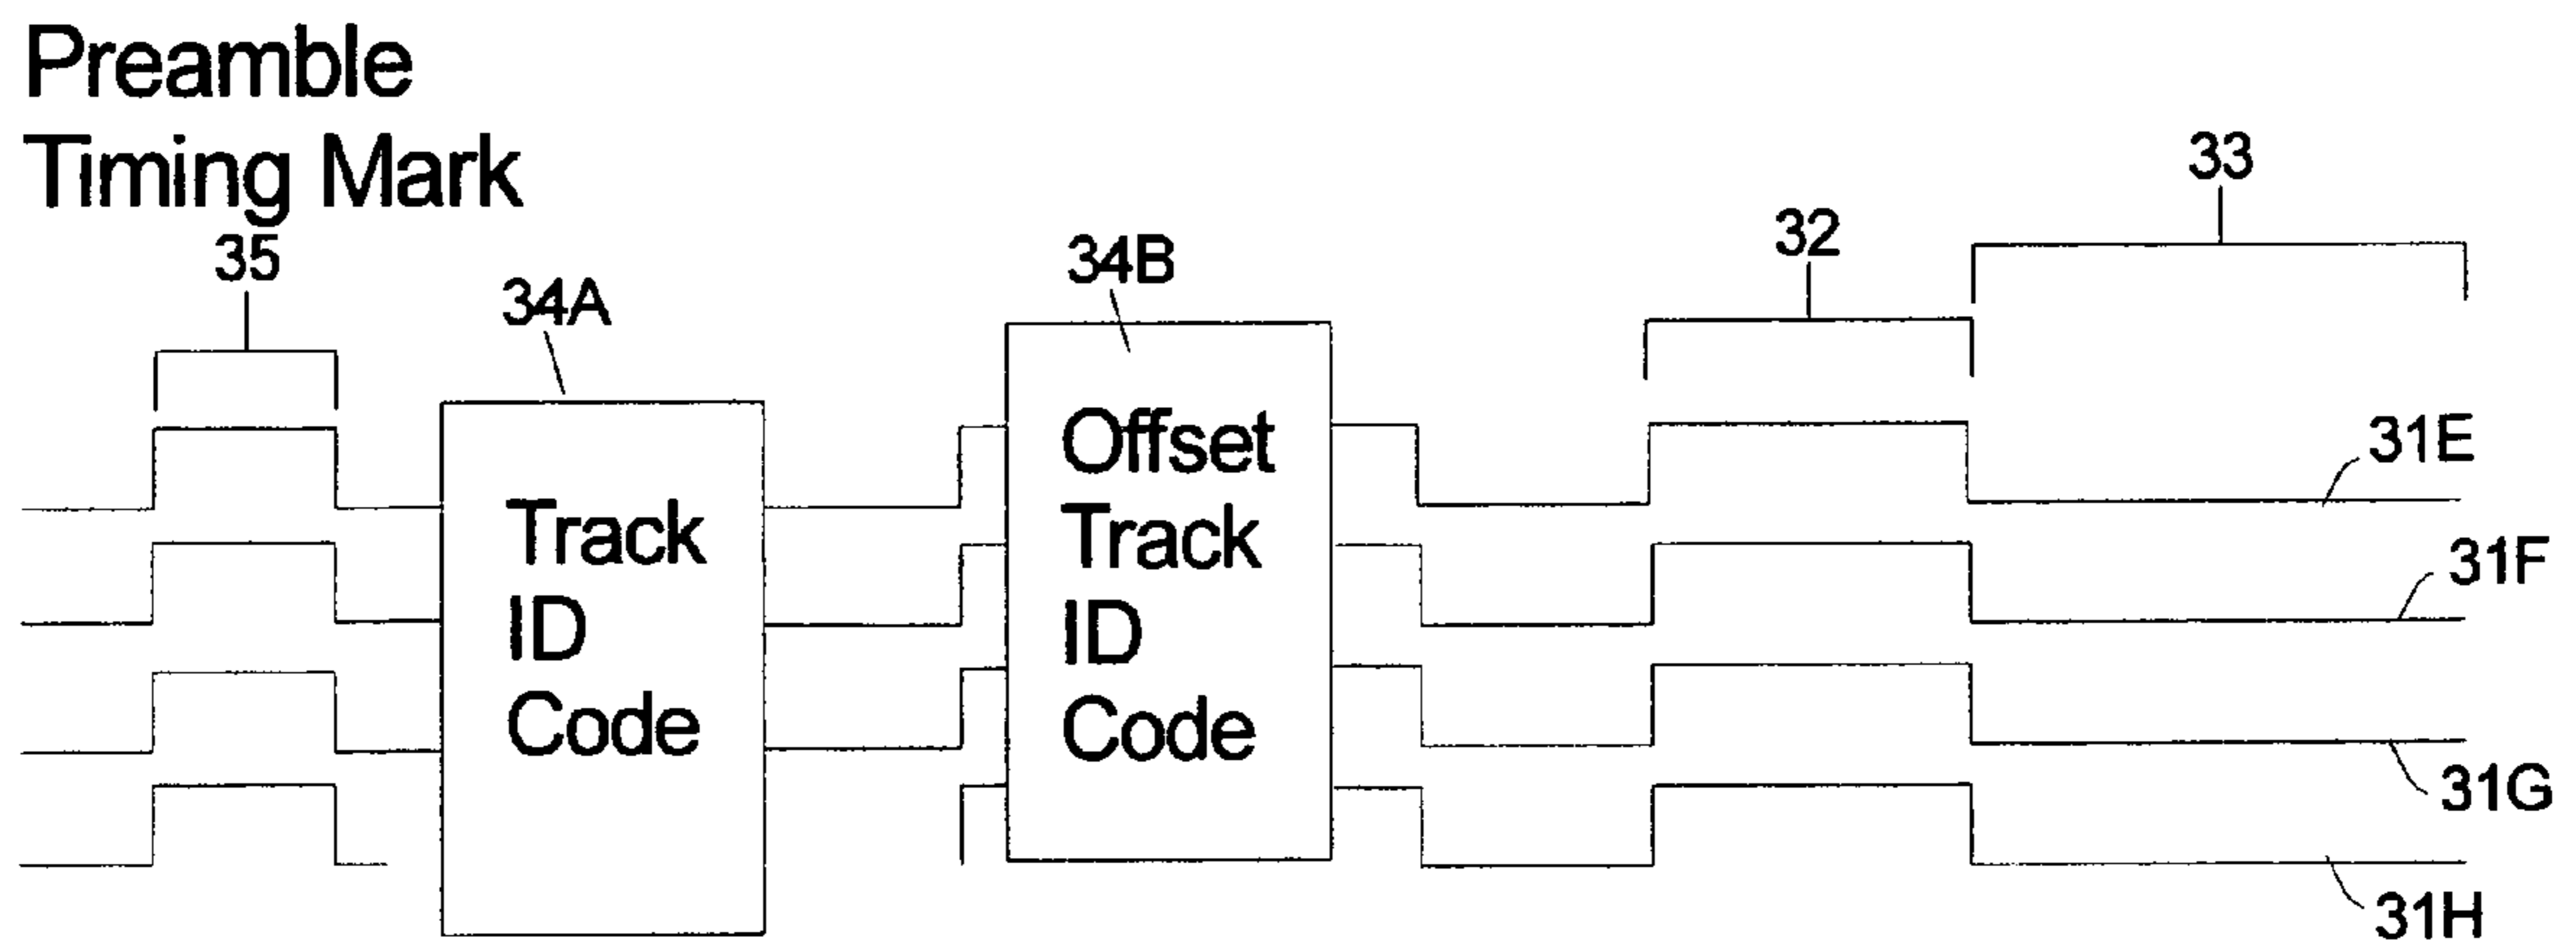 Preamble
Timing Mark
35
34A
34B
32
33
Track
ID
Code
Offset
Track
ID
Code
31E
31F
31G
31H